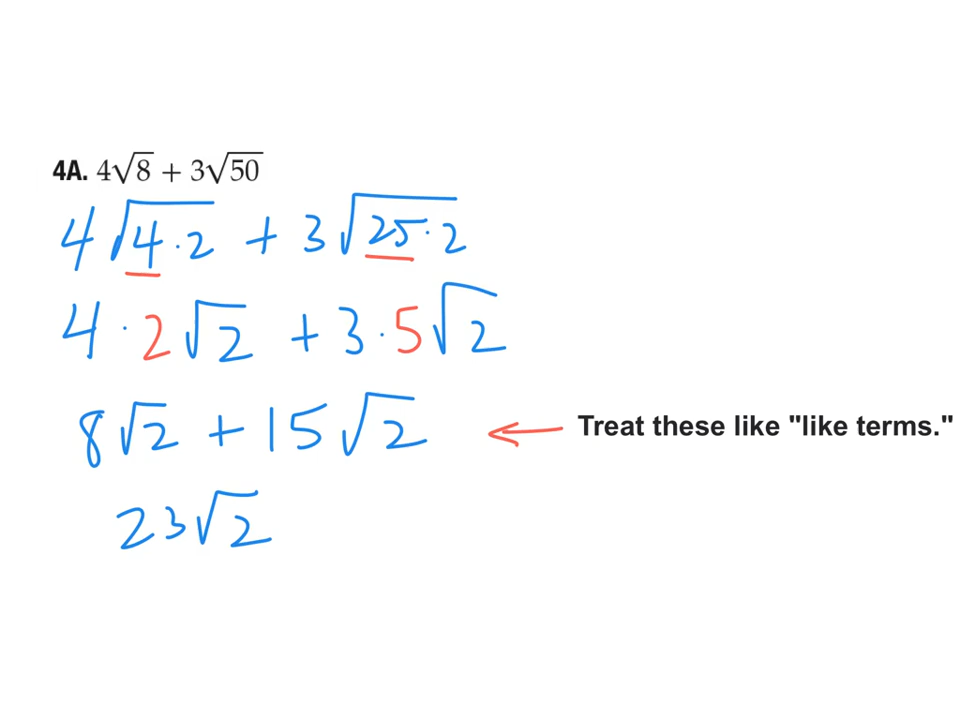 4A. 4√8 + 3√50
4√4·2 + 3√25·2
4·2√2 + 3·5√2
8√2 + 15√2 ← Treat these like "like terms."
23√2